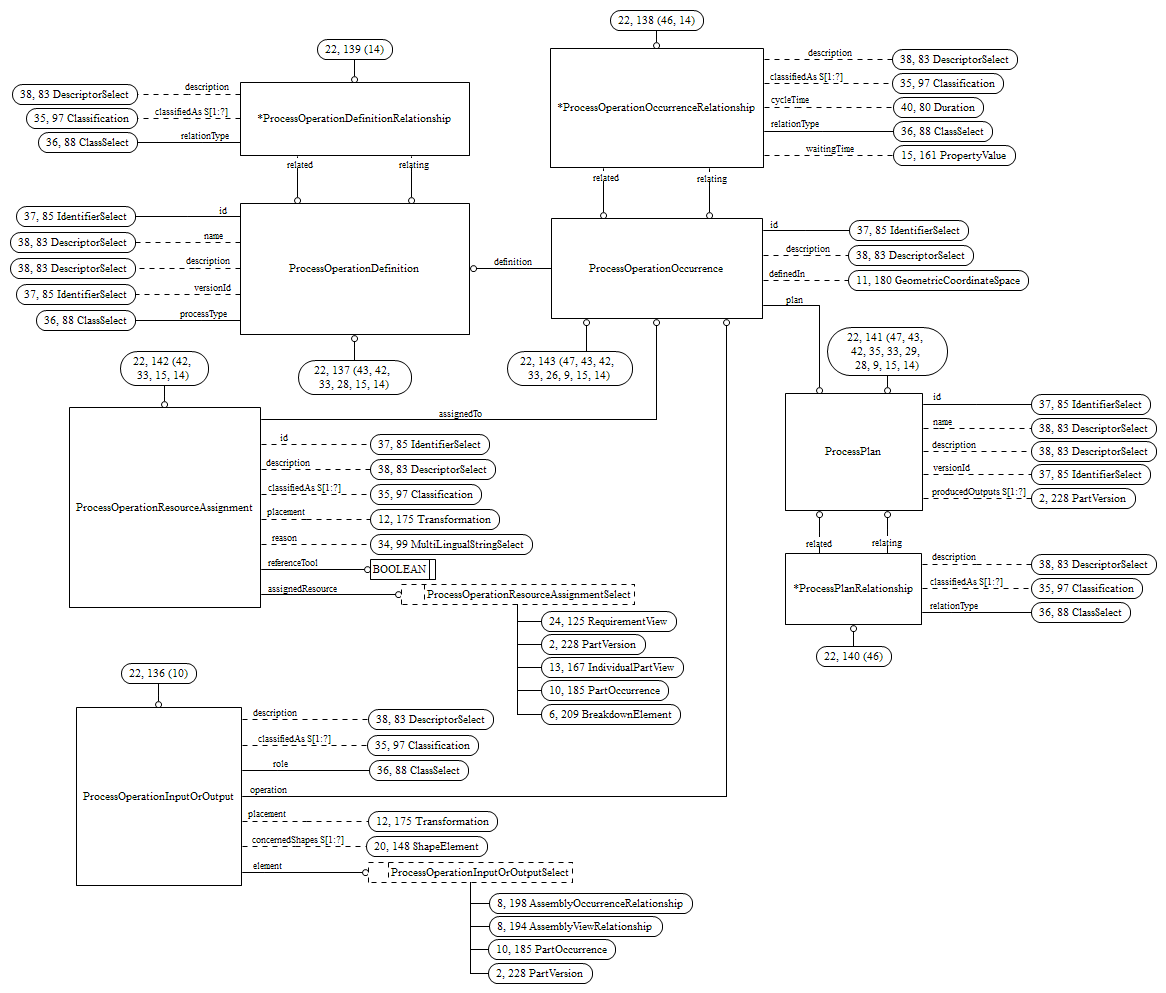 22, 138 (46, 14)
22, 139 (14)
description
38, 83 DescriptorSelect
classifiedAs S[1:?]
35, 97 Classification
relationType
36, 88 ClassSelect
*ProcessOperationDefinitionRelationship
*ProcessOperationOccurrenceRelationship
description
38, 83 DescriptorSelect
classifiedAs S[1:?]
35, 97 Classification
cycleTime
40, 80 Duration
relationType
36, 88 ClassSelect
waitingTime
15, 161 PropertyValue
related
relating
related
relating
37, 85 IdentifierSelect
id
38, 83 DescriptorSelect
name
38, 83 DescriptorSelect
description
37, 85 IdentifierSelect
versionId
36, 88 ClassSelect
processType
ProcessOperationDefinition
definition
ProcessOperationOccurrence
id
37, 85 IdentifierSelect
description
38, 83 DescriptorSelect
definedIn
11, 180 GeometricCoordinateSpace
plan
22, 142 (42,
33, 15, 14)
22, 137 (43, 42,
33, 28, 15, 14)
22, 143 (47, 43, 42,
33, 26, 9, 15, 14)
22, 141 (47, 43,
42, 35, 33, 29,
28, 9, 15, 14)
ProcessOperationResourceAssignment
assignedTo
id
37, 85 IdentifierSelect
description
38, 83 DescriptorSelect
classifiedAs S[1:?]
35, 97 Classification
placement
12, 175 Transformation
reason
34, 99 MultiLingualStringSelect
referenceTool
BOOLEAN
assignedResource
ProcessOperationResourceAssignmentSelect
24, 125 RequirementView
2, 228 PartVersion
13, 167 IndividualPartView
10, 185 PartOccurrence
6, 209 BreakdownElement
ProcessPlan
id
37, 85 IdentifierSelect
name
38, 83 DescriptorSelect
description
38, 83 DescriptorSelect
versionId
37, 85 IdentifierSelect
producedOutputs S[1:?]
2, 228 PartVersion
related
relating
*ProcessPlanRelationship
description
38, 83 DescriptorSelect
classifiedAs S[1:?]
35, 97 Classification
relationType
36, 88 ClassSelect
22, 140 (46)
22, 136 (10)
ProcessOperationInputOrOutput
description
38, 83 DescriptorSelect
classifiedAs S[1:?]
35, 97 Classification
role
36, 88 ClassSelect
operation
placement
12, 175 Transformation
concernedShapes S[1:?]
20, 148 ShapeElement
element
ProcessOperationInputOrOutputSelect
8, 198 AssemblyOccurrenceRelationship
8, 194 AssemblyViewRelationship
10, 185 PartOccurrence
2, 228 PartVersion